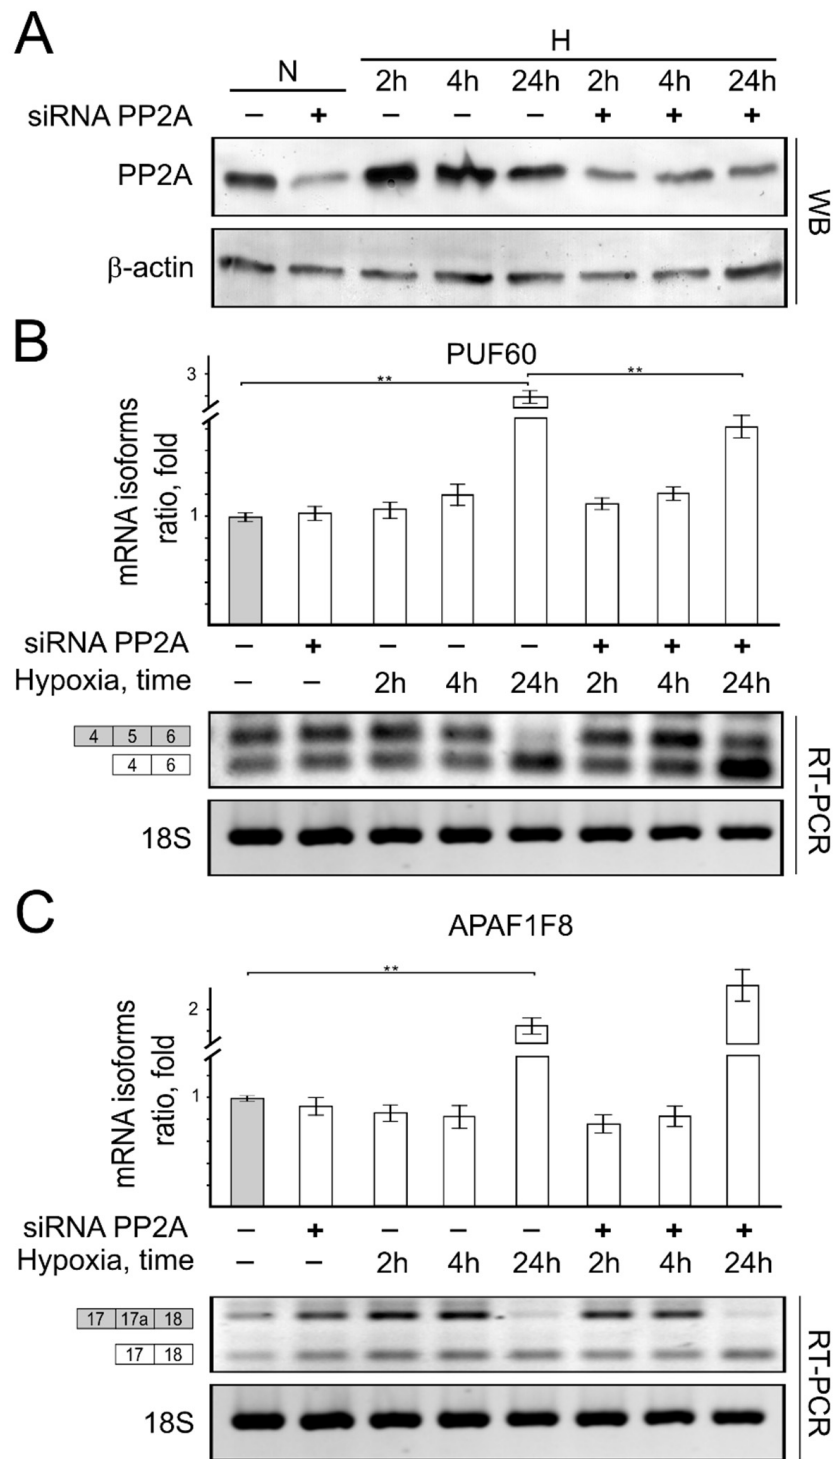 A
H
N
2h 4h 24h 2h 4h 24h
siRNA PP2A − + − − − + + +
PP2A
β-actin
WB
B
PUF60
mRNA isoforms
ratio, fold
3
1
** **
siRNA PP2A − + − − − + + +
Hypoxia, time − − 2h 4h 24h 2h 4h 24h
4 5 6
4 6
18S
RT-PCR
C
APAF1F8
mRNA isoforms
ratio, fold
2
1
**
siRNA PP2A − + − − − + + +
Hypoxia, time − − 2h 4h 24h 2h 4h 24h
17 17a 18
17 18
18S
RT-PCR